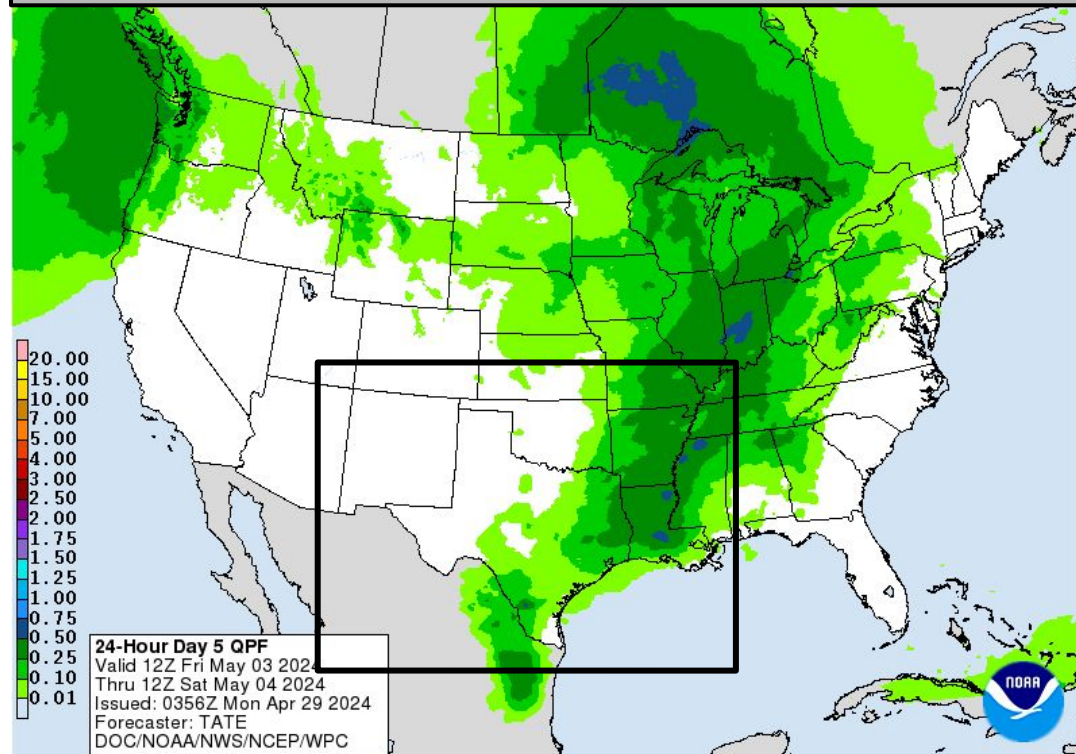 20.00
15.00
10.00
7.00
5.00
4.00
3.00
2.50
2.00
1.75
1.50
1.25
1.00
0.75
0.50
0.25
0.10
0.01
24-Hour Day 5 QPF
Valid 12Z Fri May 03 2024
Thru 12Z Sat May 04 2024
Issued: 0356Z Mon Apr 29 2024
Forecaster: TATE
DOC/NOAA/NWS/NCEP/WPC
NOAA